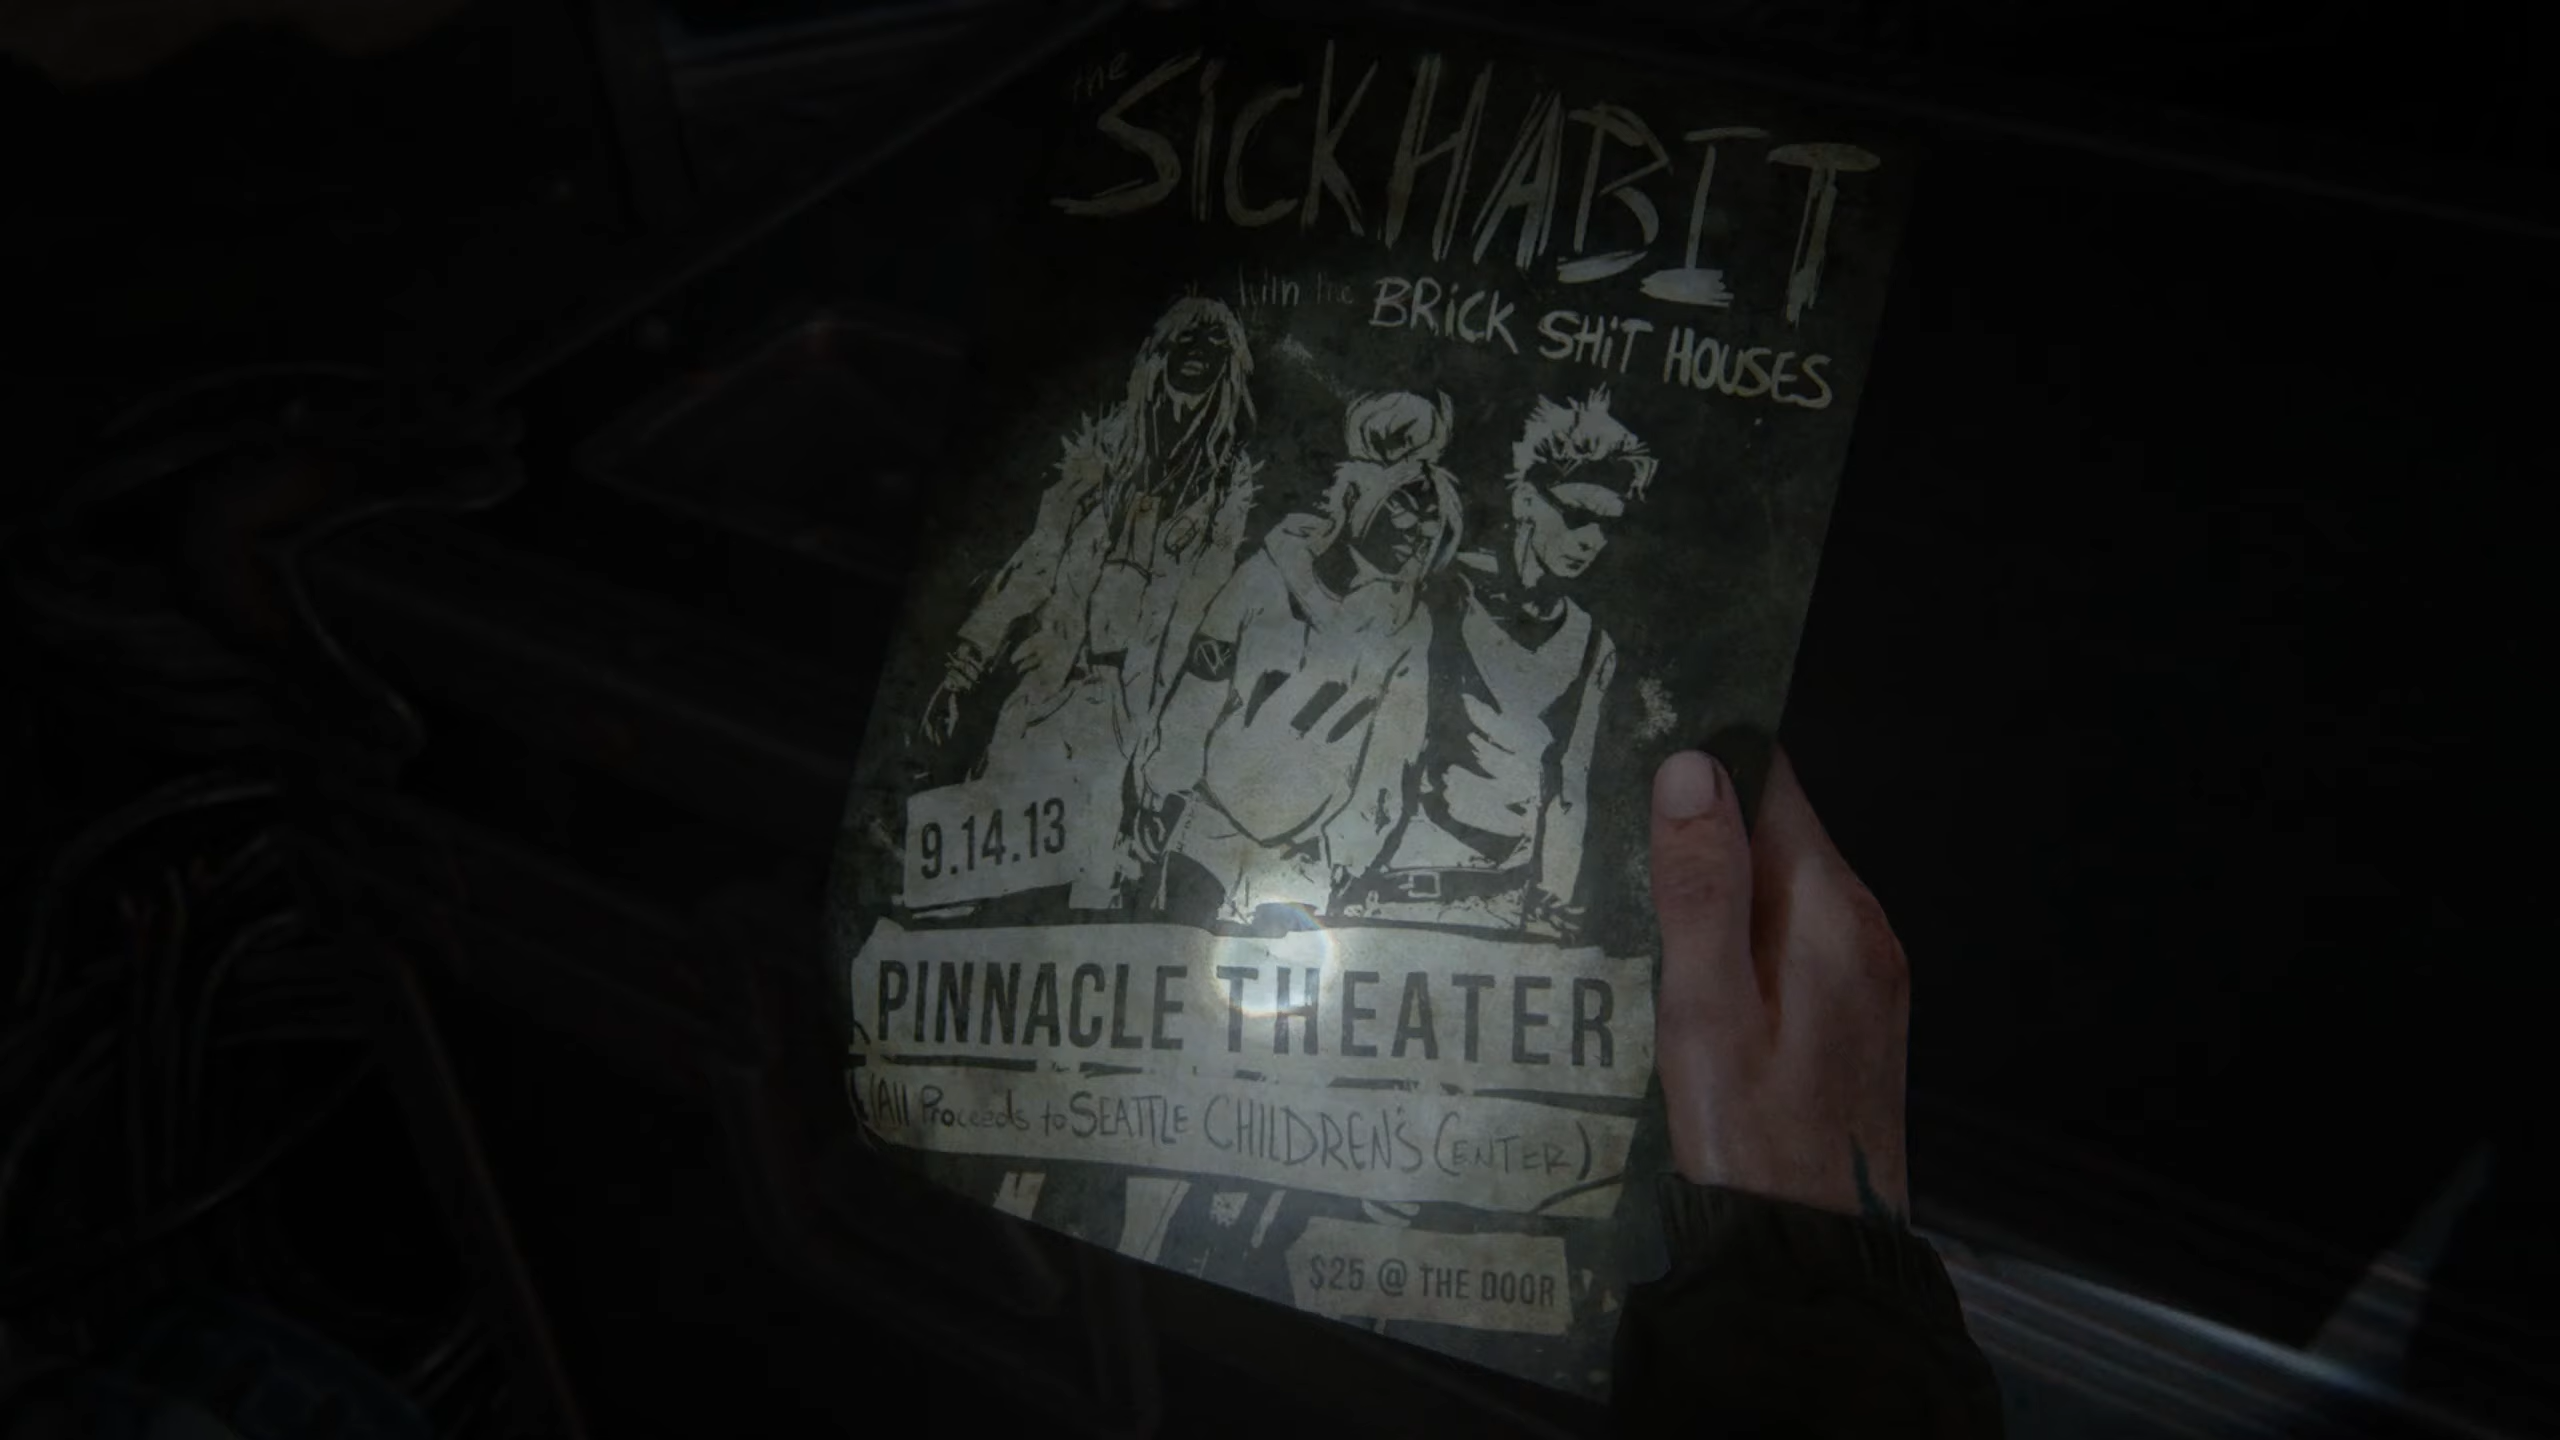 the
SiCKHABIT
with the BRiCK SHiT HOUSES
9.14.13
PINNACLE THEATER
(All Proceeds to SEATTLE CHILDREN'S CENTER)
$25 @ THE DOOR